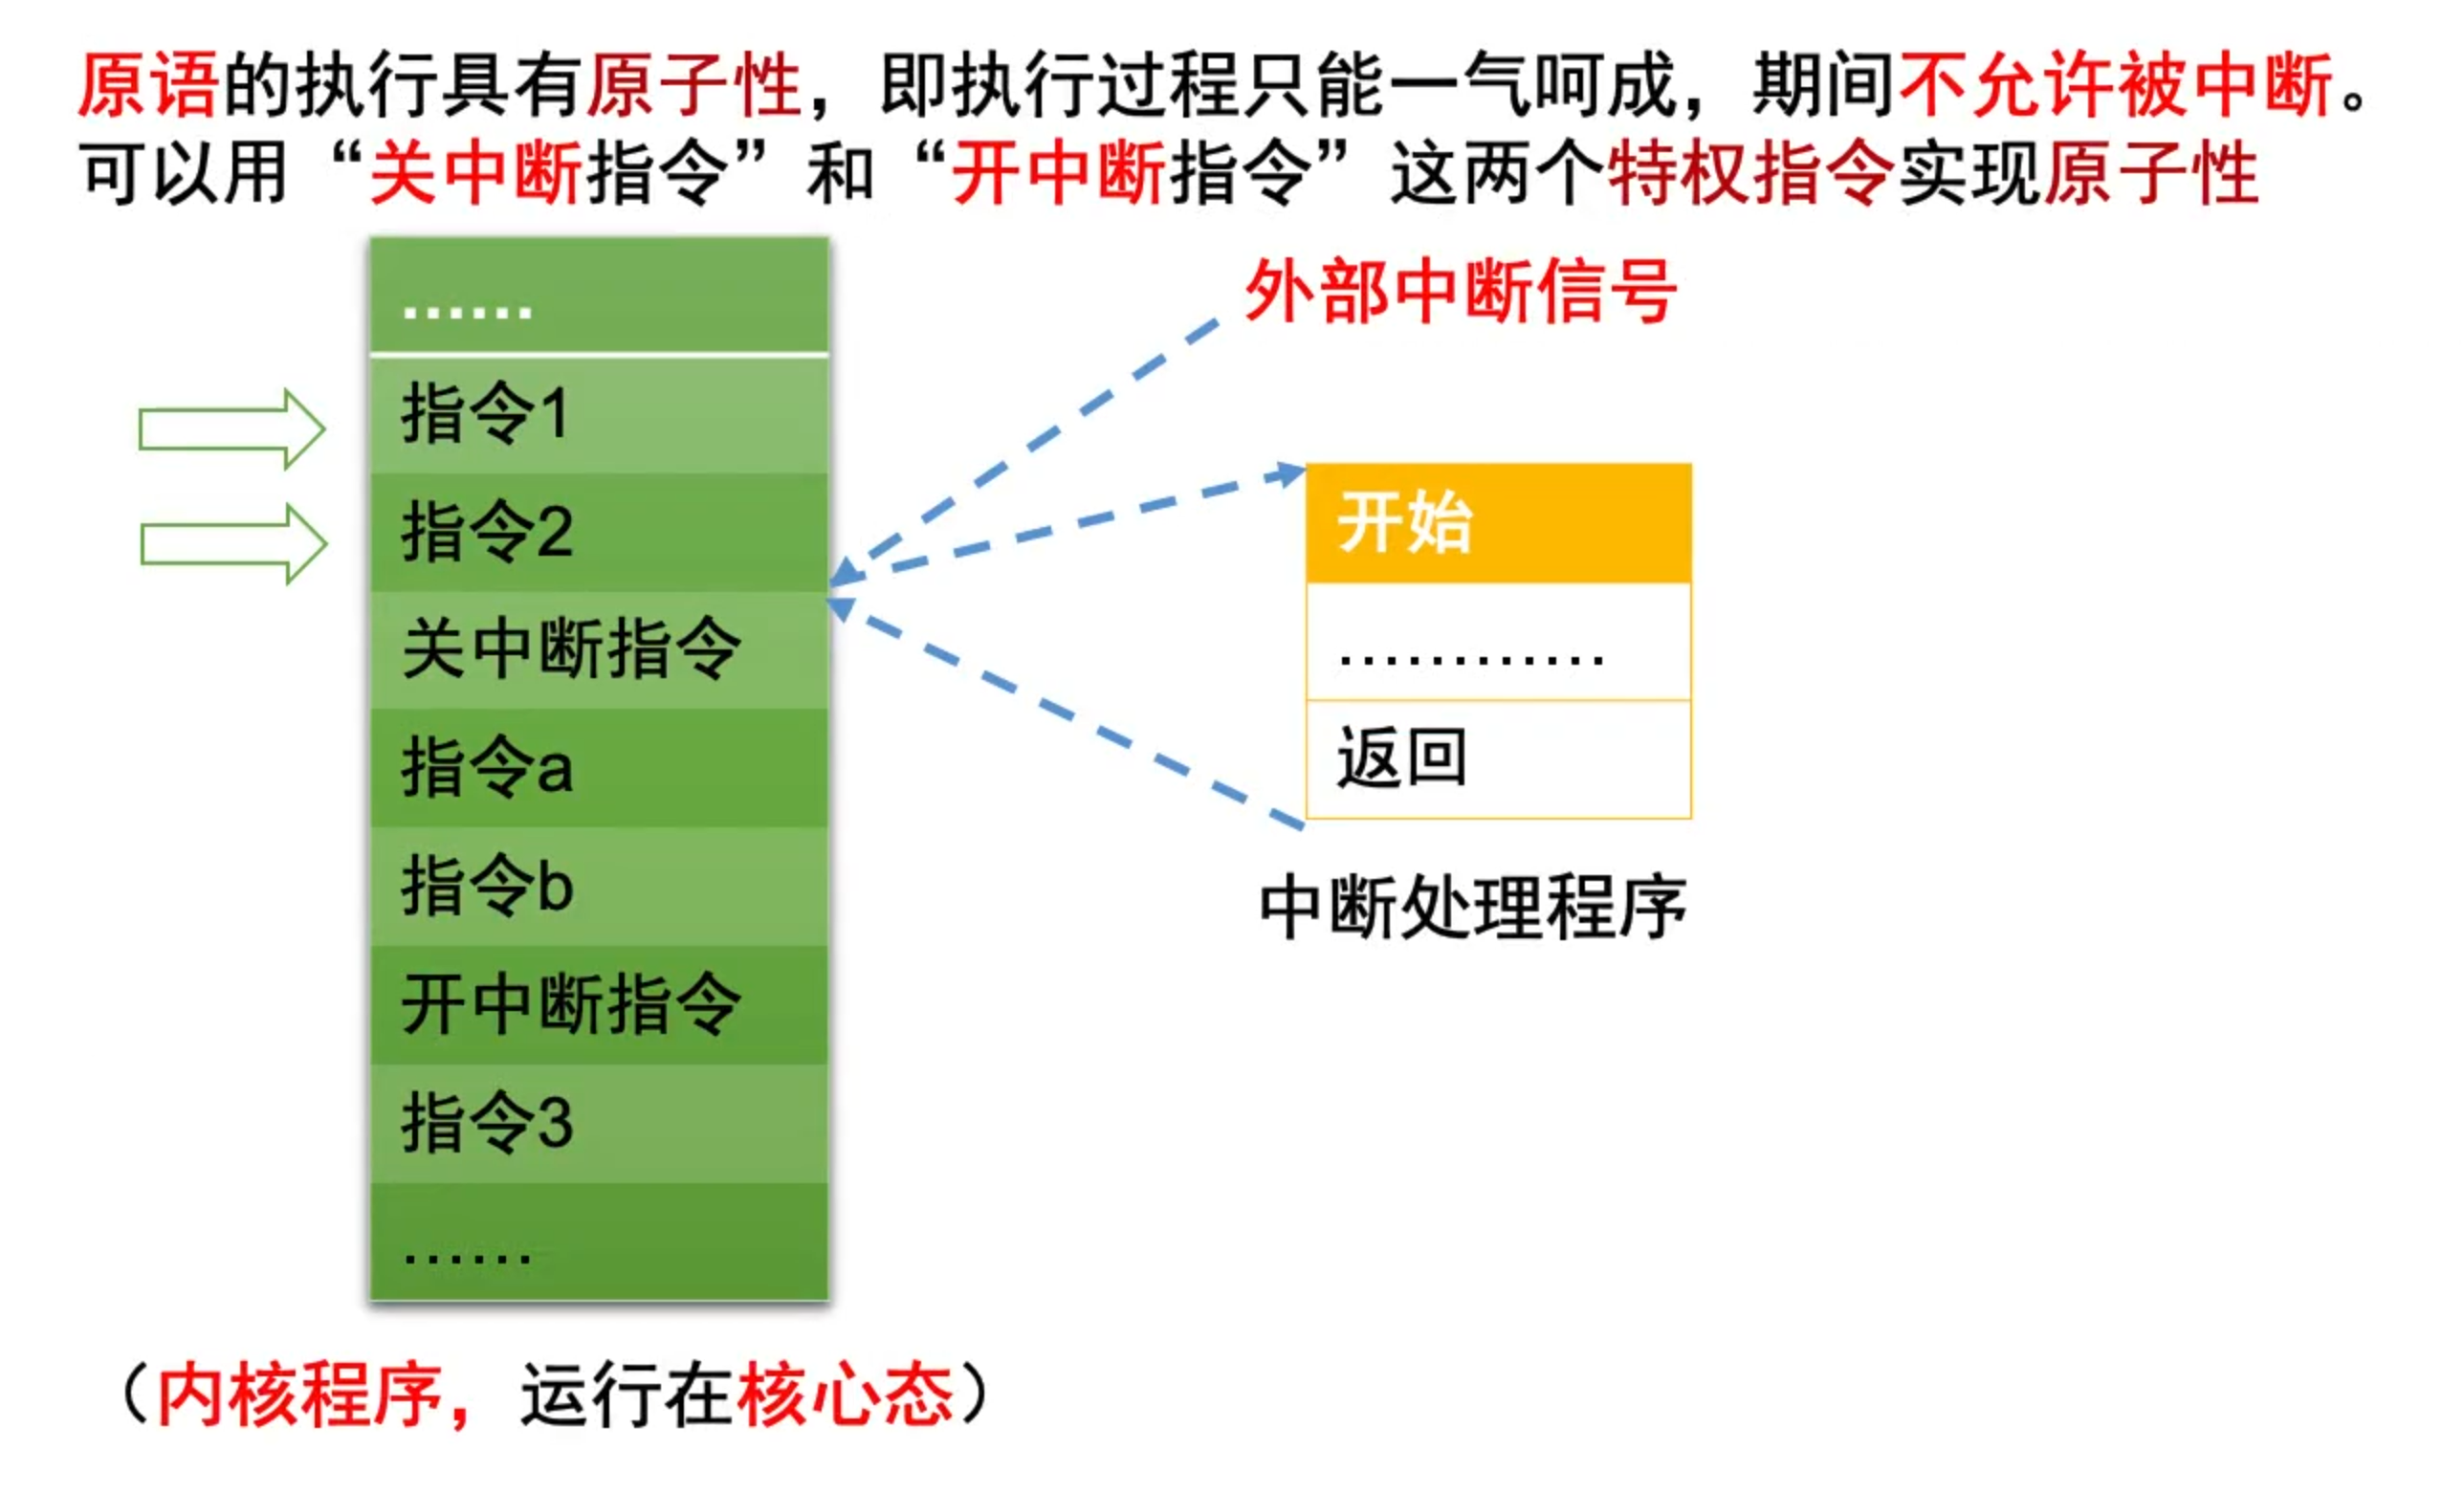 原语的执行具有原子性，即执行过程只能一气呵成，期间不允许被中断。
可以用“关中断指令”和“开中断指令”这两个特权指令实现原子性
......
指令1
指令2
关中断指令
指令a
指令b
开中断指令
指令3
......
（内核程序，运行在核心态）
外部中断信号
开始
............
返回
中断处理程序